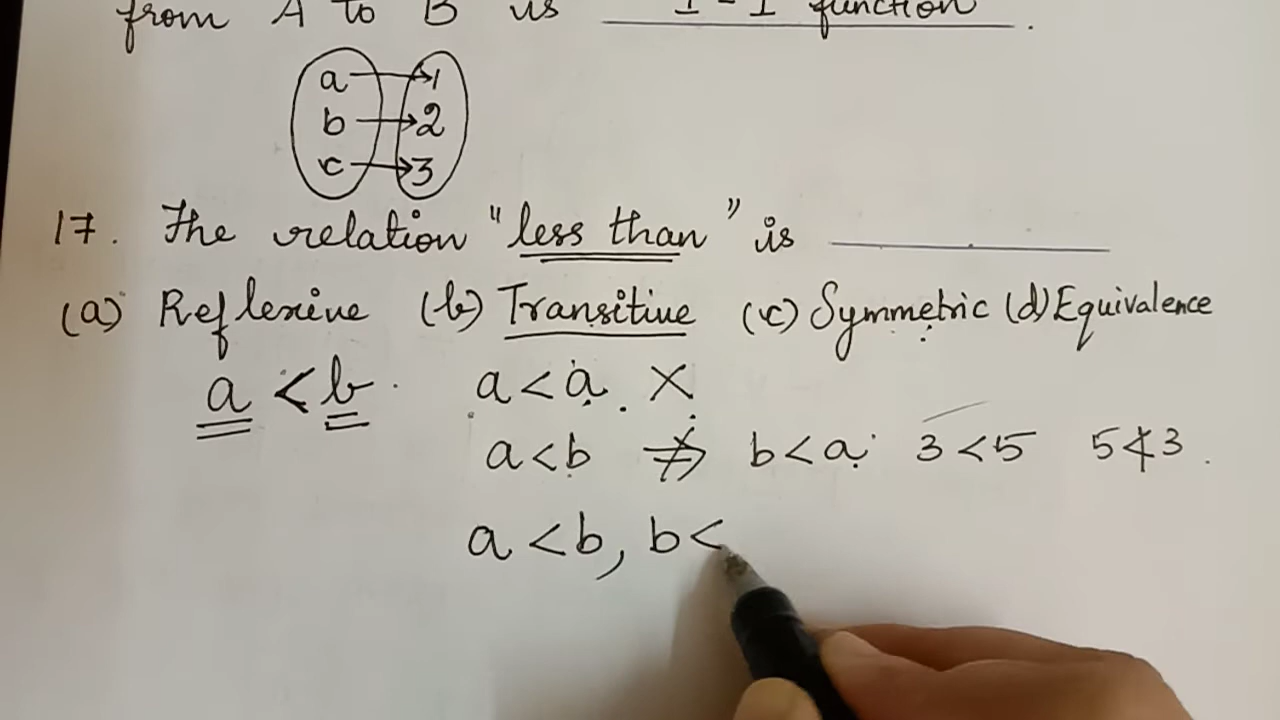 from A to B is 1-1 function.
a → 1
b → 2
c → 3
17. The relation "less than" is ______
(a) Reflexive (b) Transitive (c) Symmetric (d) Equivalence
a < b. a < a. ×
a < b ⇏ b < a 3 < 5 5 ≮ 3.
a < b, b <